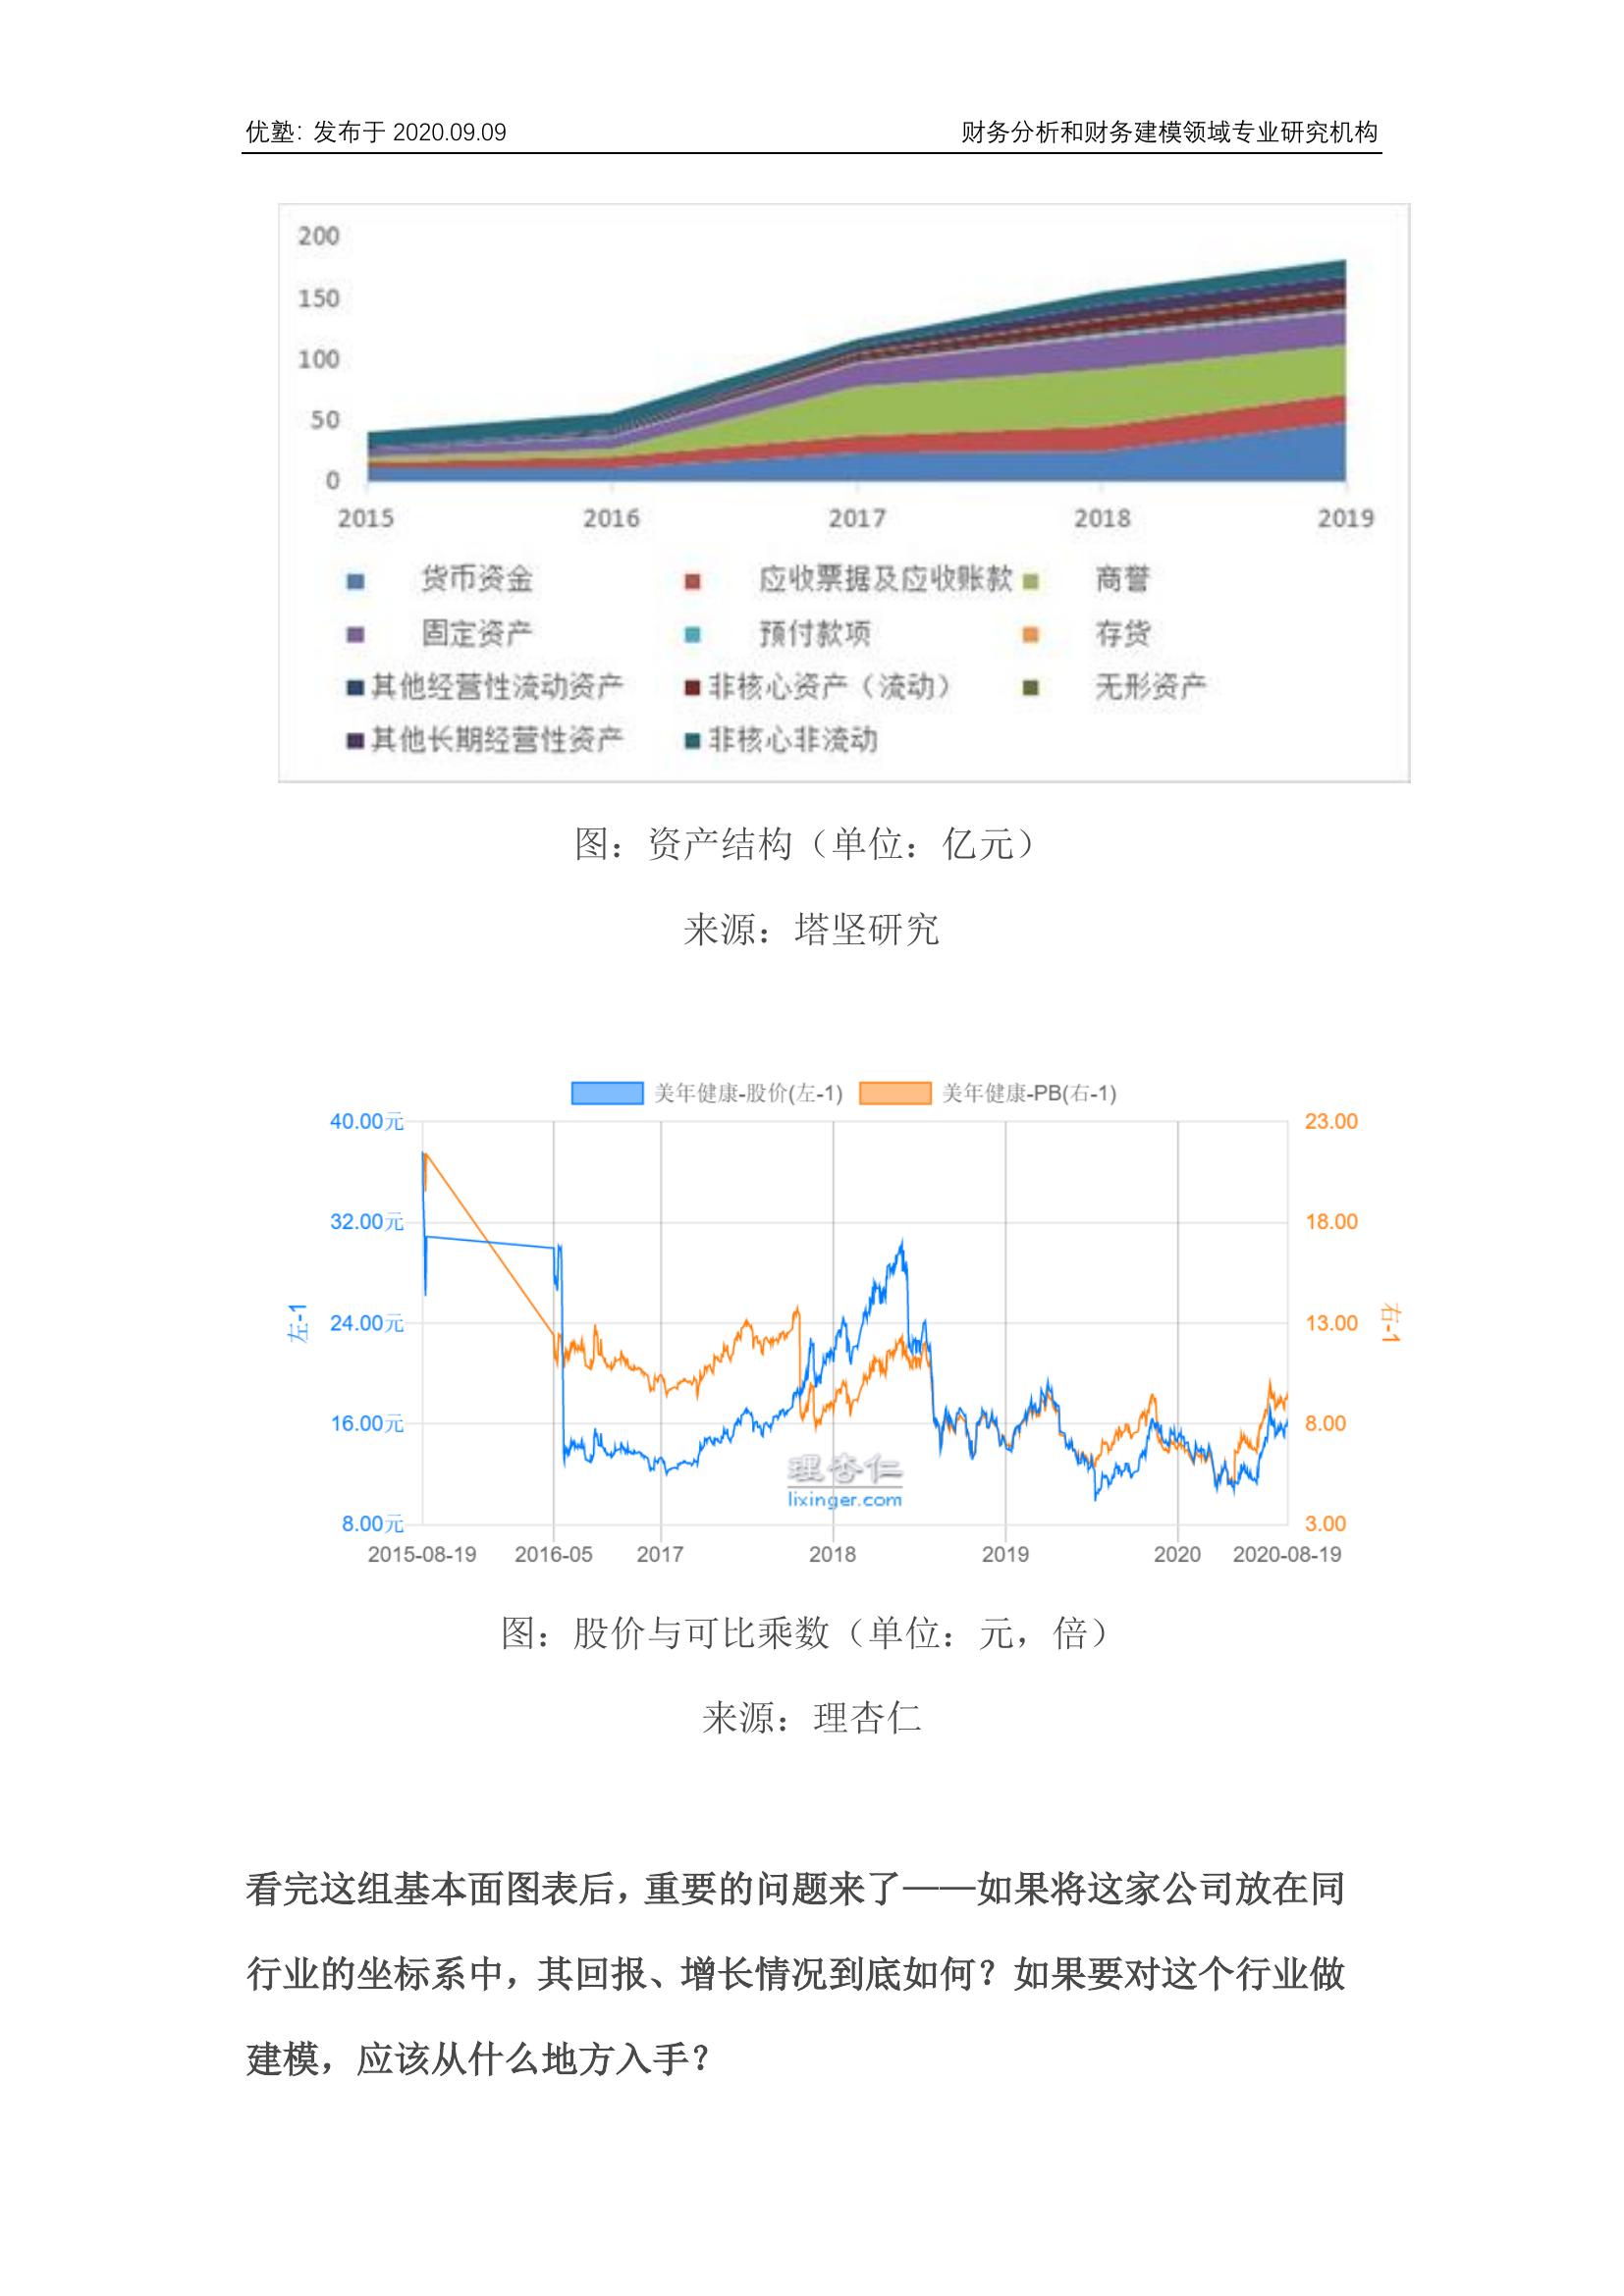 优塾：发布于 2020.09.09 财务分析和财务建模领域专业研究机构
200
150
100
50
0
2015 2016 2017 2018 2019
货币资金 应收票据及应收账款 商誉
固定资产 预付款项 存货
其他经营性流动资产 非核心资产（流动） 无形资产
其他长期经营性资产 非核心非流动
图：资产结构（单位：亿元）
来源：塔坚研究
美年健康-股价(左-1) 美年健康-PB(右-1)
40.00元 23.00
32.00元 18.00
左-1 24.00元 13.00 右-1
16.00元 8.00
理杏仁
lixinger.com
8.00元 3.00
2015-08-19 2016-05 2017 2018 2019 2020 2020-08-19
图：股价与可比乘数（单位：元，倍）
来源：理杏仁
看完这组基本面图表后，重要的问题来了——如果将这家公司放在同
行业的坐标系中，其回报、增长情况到底如何？如果要对这个行业做
建模，应该从什么地方入手？